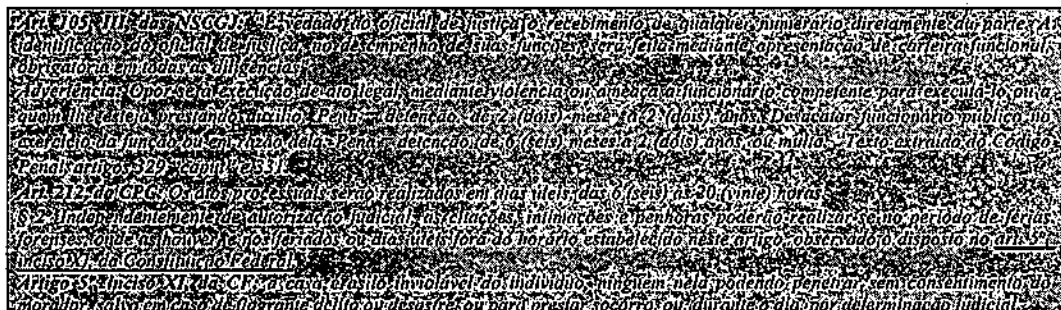 Art. 105, III, das NSCGJ: "É vedado ao oficial de justiça o recebimento de qualquer numerário diretamente da parte. A
identificação do oficial de justiça, no desempenho de suas funções, será feita mediante apresentação de carteira funcional,
obrigatória em todas as diligências.
Advertência: Opor-se à execução de ato legal, mediante violência ou ameaça a funcionário competente para executá-lo ou a
quem lhe esteja prestando auxílio: Pena – detenção, de 2 (dois) meses a 2 (dois) anos, Desacatar funcionário público no
exercício da função ou em razão dela: Pena – detenção de 6 (seis) meses a 2 (dois) anos, ou multa. Texto extraído do Código
Penal, artigos 329 "caput" e 331.
Art. 212, do CPC: Os atos processuais serão realizados em dias úteis, das 6 (seis) às 20 (vinte) horas.
§ 2º Independentemente de autorização judicial, as citações, intimações e penhoras poderão realizar-se no período de férias
forenses, onde as houver, e nos feriados ou dias úteis fora do horário estabelecido neste artigo, observado o disposto no
inciso XI, da Constituição Federal.
Artigo 5º, inciso XI, da CF: a casa é asilo inviolável do indivíduo, ninguém nela podendo penetrar sem consentimento do
morador, salvo em caso de flagrante delito ou desastre, ou para prestar socorro, ou, durante o dia, por determinação judicial.